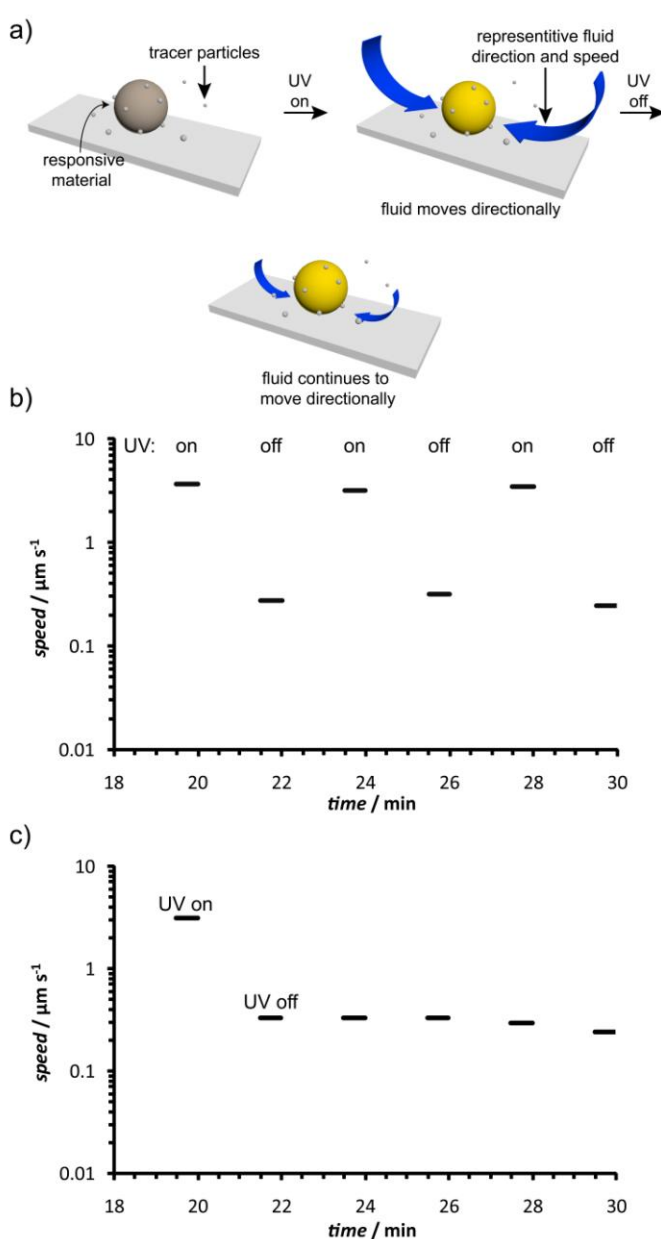 a)
tracer particles
responsive
material
UV
on
representitive fluid
direction and speed
UV
off
fluid moves directionally
fluid continues to
move directionally
b)
UV: on off on off on off
10
1
0.1
0.01
speed / µm s-1
18 20 22 24 26 28 30
time / min
c)
UV on
UV off
10
1
0.1
0.01
speed / µm s-1
18 20 22 24 26 28 30
time / min